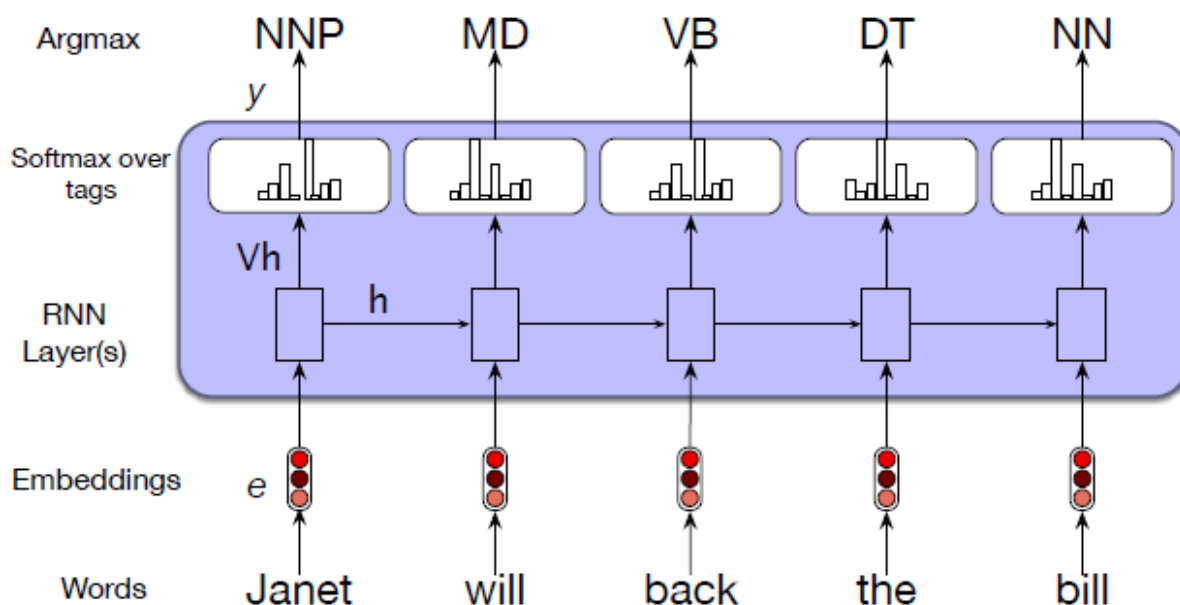 Argmax NNP MD VB DT NN
y
Softmax over
tags
Vh
RNN
Layer(s)
h
Embeddings e
Words Janet will back the bill